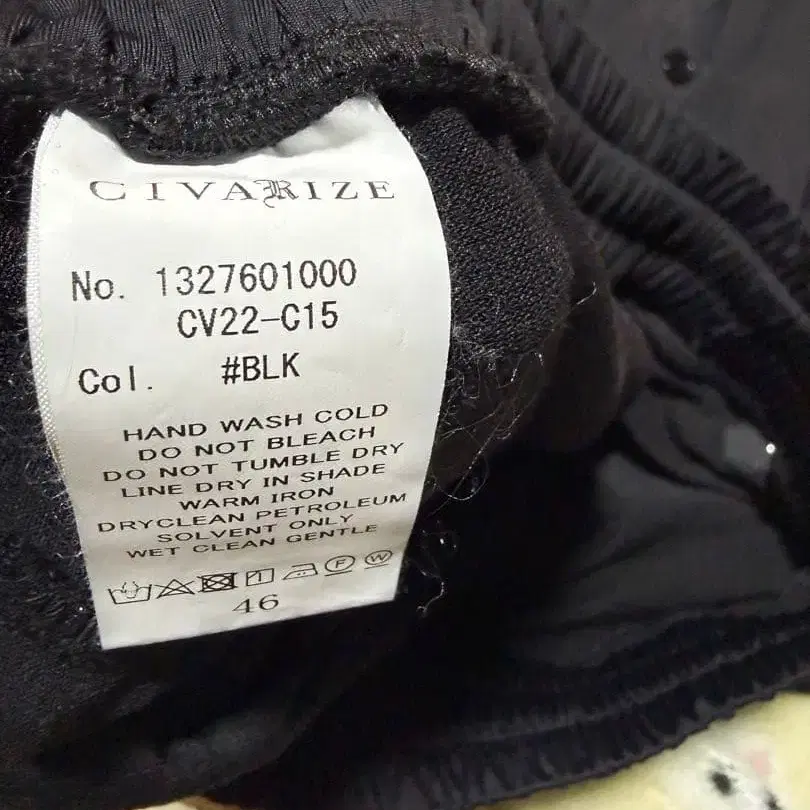 CIVARIZE
No. 1327601000
CV22-C15
Col. #BLK
HAND WASH COLD
DO NOT BLEACH
DO NOT TUMBLE DRY
LINE DRY IN SHADE
WARM IRON
DRYCLEAN PETROLEUM
SOLVENT ONLY
WET CLEAN GENTLE
F W
46